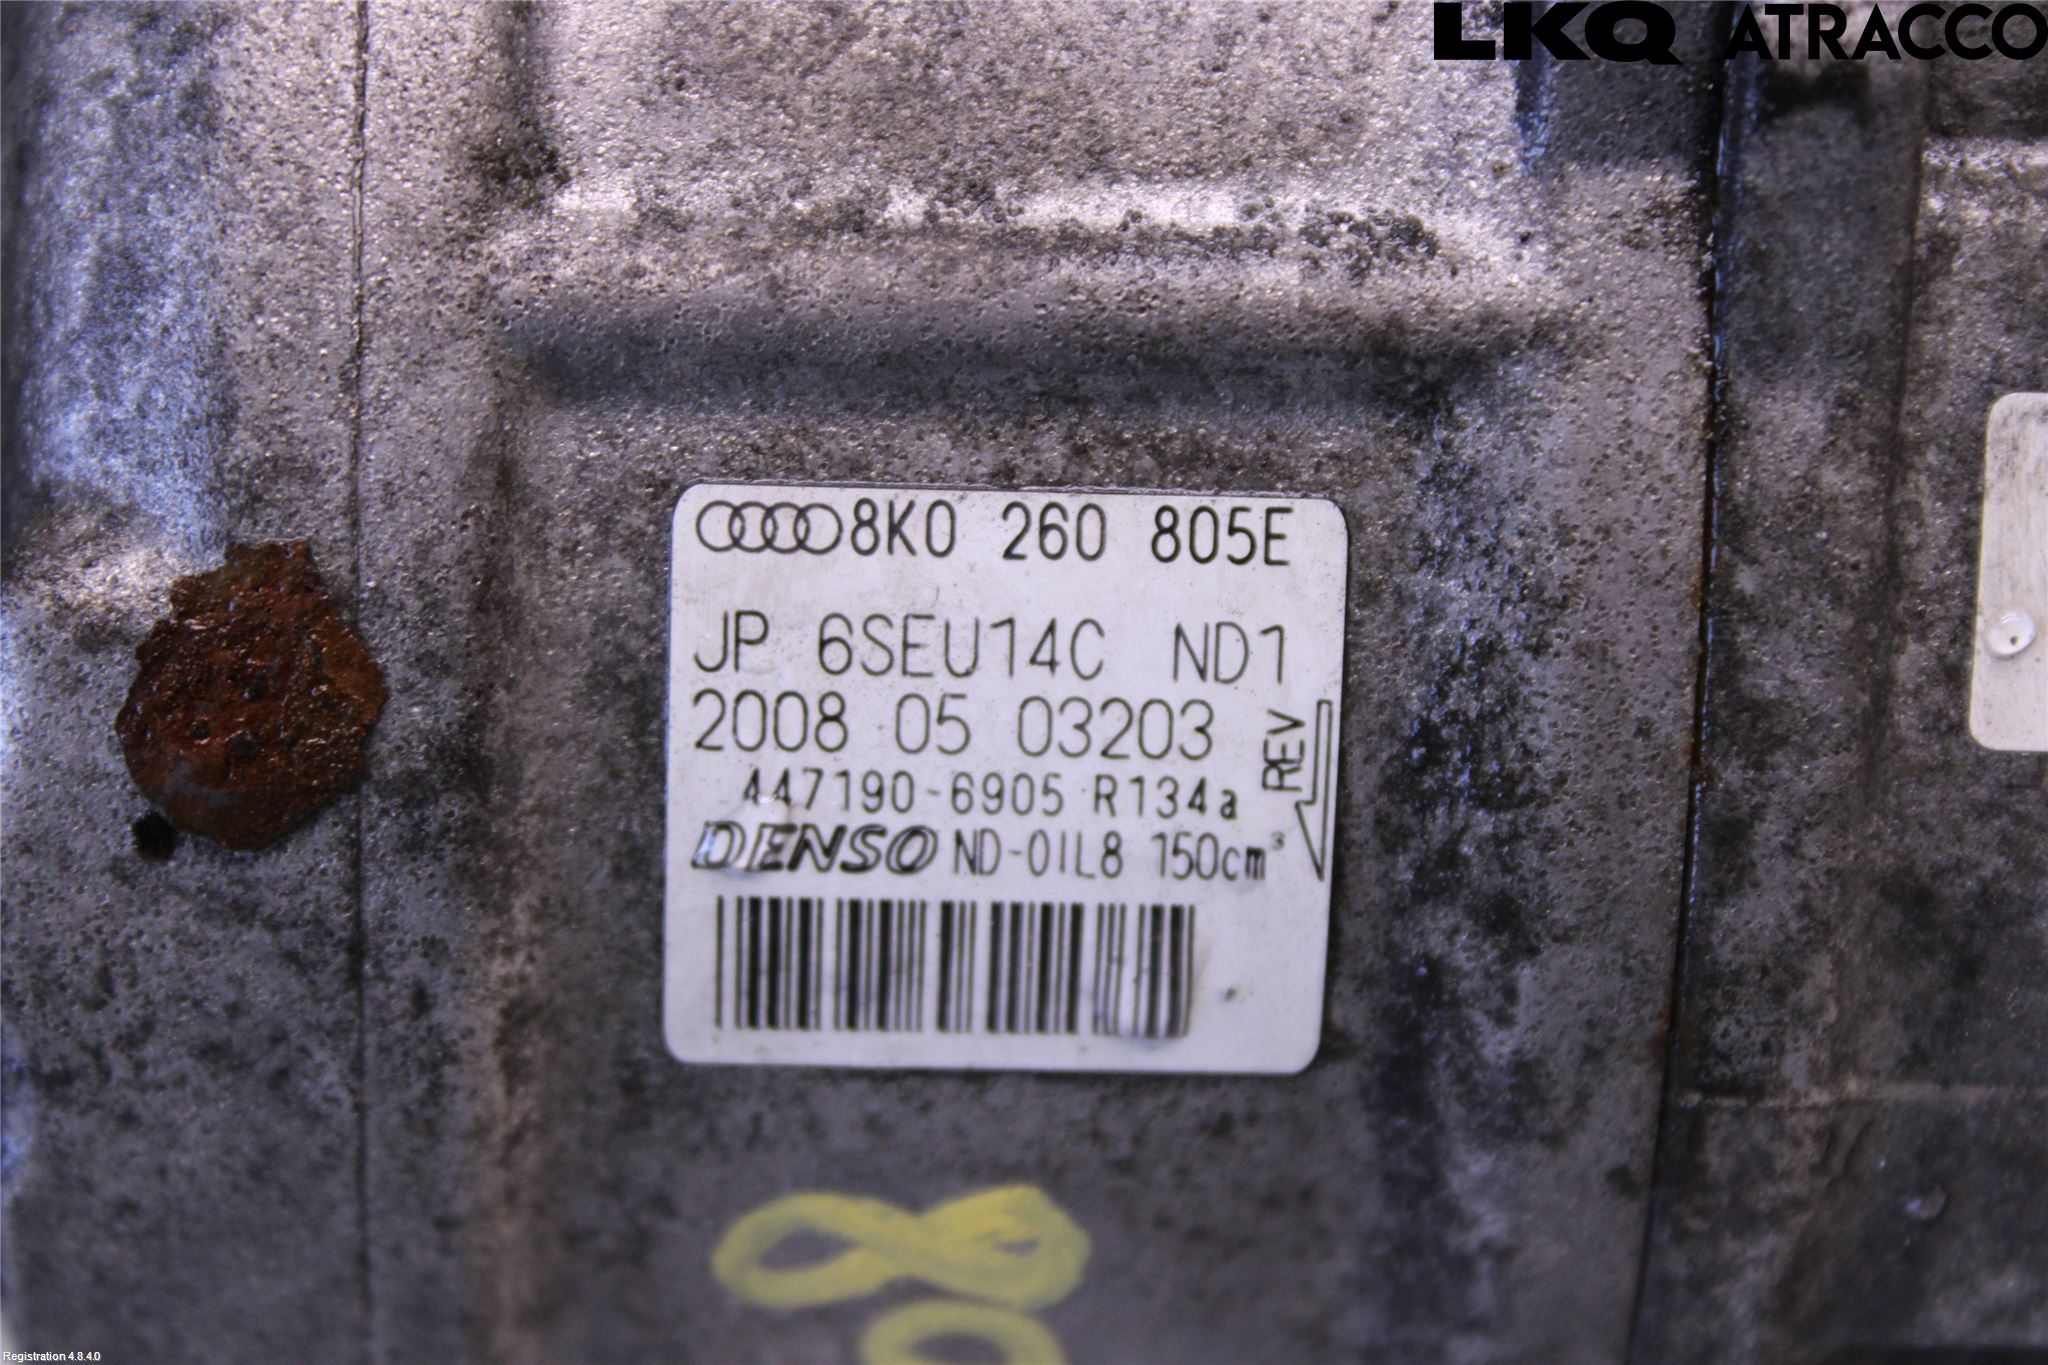 LKQ ATRACCO
8K0 260 805E
JP 6SEU14C ND1
2008 05 03203
REV
447190-6905 R134a
DENSO ND-OIL8 150cm³
8
Registration 4.8.4.0